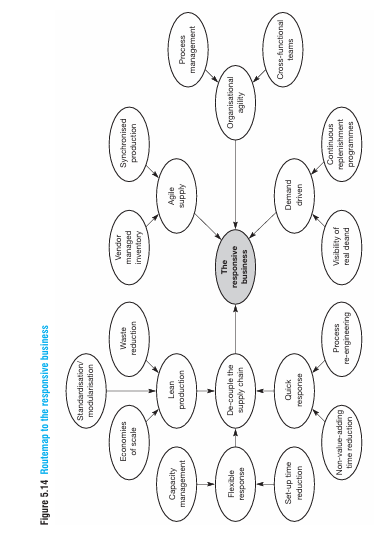 Figure 5.14 Routemap to the responsive business
Standardisation/
modularisation
Economies
of scale
Waste
reduction
Vendor
managed
inventory
Synchronised
production
Process
management
Capacity
management
Lean
production
Agile
supply
Organisational
agility
Cross-functional
teams
Flexible
response
De-couple the
supply chain
The
responsive
business
Set-up time
reduction
Quick
response
Demand
driven
Non-value-adding
time reduction
Process
re-engineering
Visibility of
real deand
Continuous
replenishment
programmes